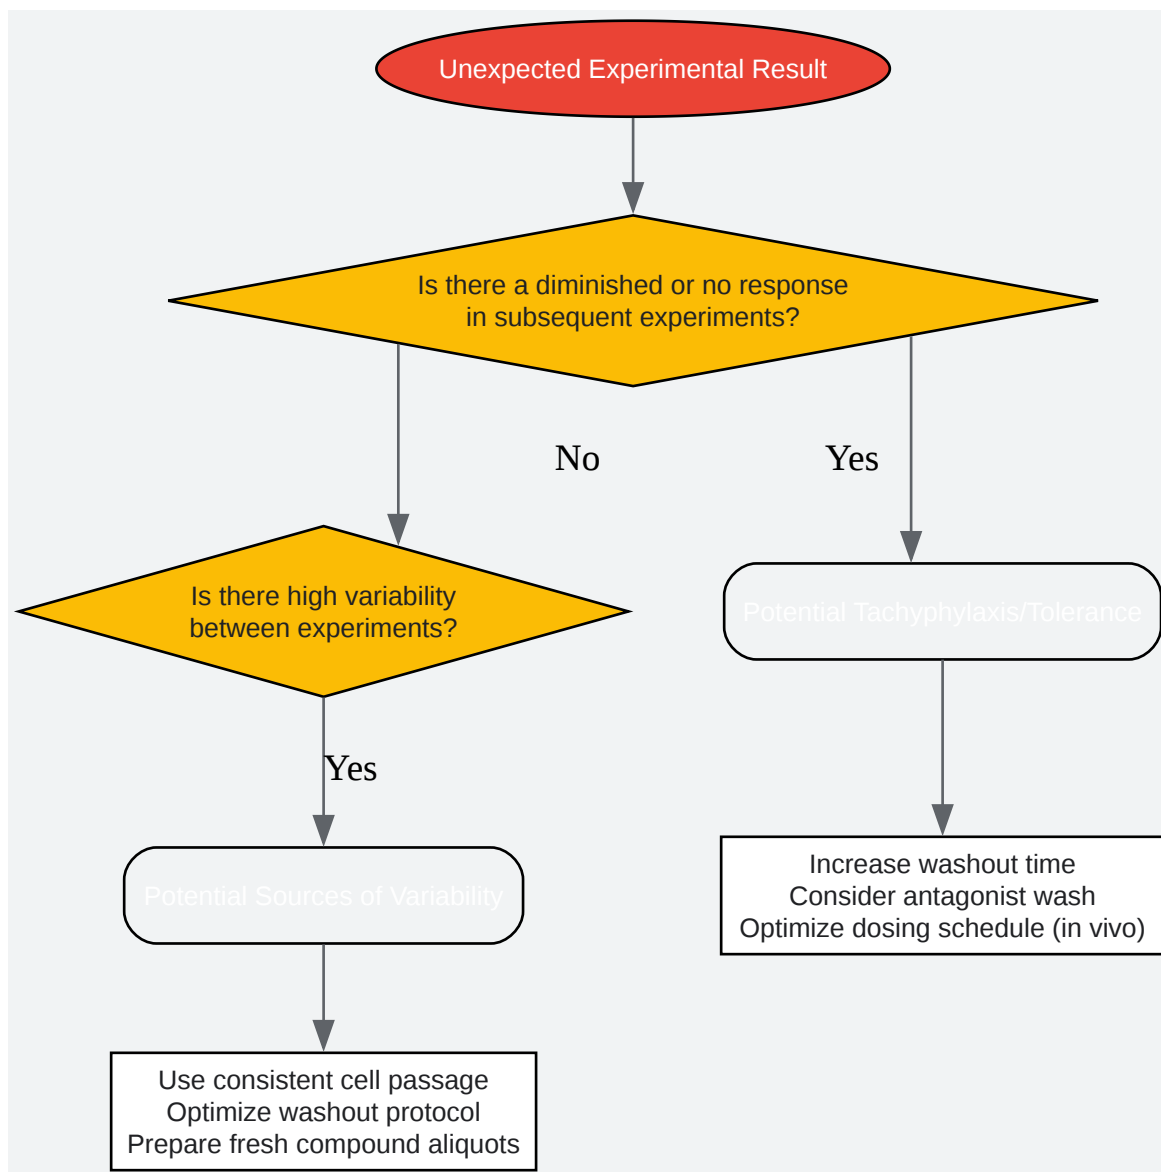 Unexpected Experimental Result
Is there a diminished or no response
in subsequent experiments?
No
Yes
Is there high variability
between experiments?
Potential Tachyphylaxis/Tolerance
Yes
Increase washout time
Consider antagonist wash
Optimize dosing schedule (in vivo)
Potential Sources of Variability
Use consistent cell passage
Optimize washout protocol
Prepare fresh compound aliquots